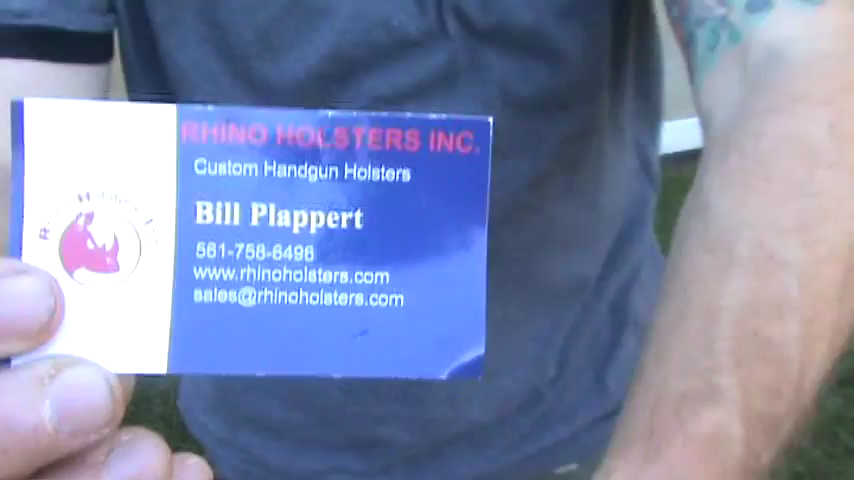 RHINO HOLSTERS INC.
Custom Handgun Holsters
Bill Plappert
561-758-6496
www.rhinoholsters.com
sales@rhinoholsters.com